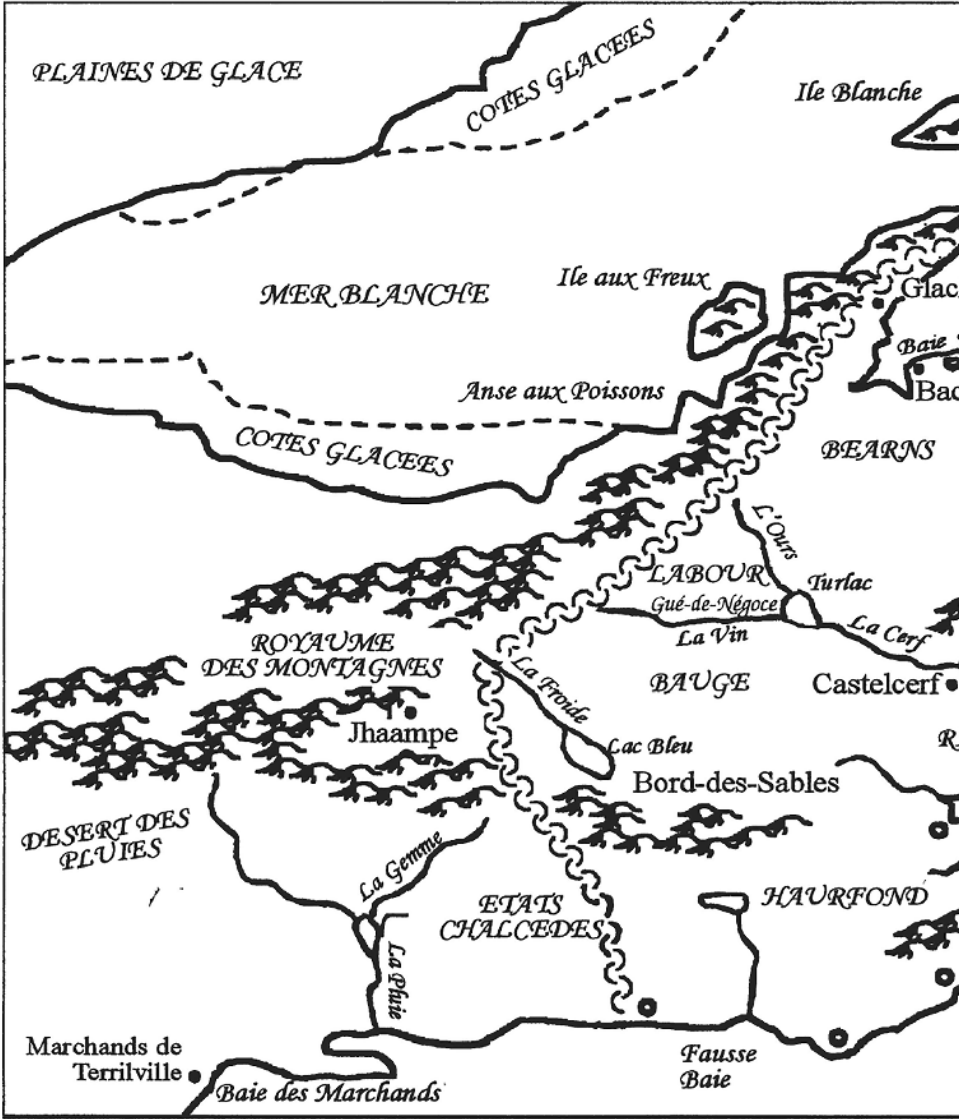 PLAINES DE GLACE
COTES GLACEES
Ile Blanche
MER BLANCHE
Ile aux Freux
Glac
Baie
Bac
Anse aux Poissons
COTES GLACEES
BEARNS
L'Ours
LABOUR
Turlac
Gué-de-Négoce
La Vin
La Cerf
ROYAUME
DES MONTAGNES
La Froide
BAUGE
Castelcerf
Jhaampe
Lac Bleu
R
Bord-des-Sables
DESERT DES
PLUIES
La Gemme
ETATS
CHALCEDES
HAURFOND
La Pluie
Marchands de
Terrilville
Baie des Marchands
Fausse
Baie